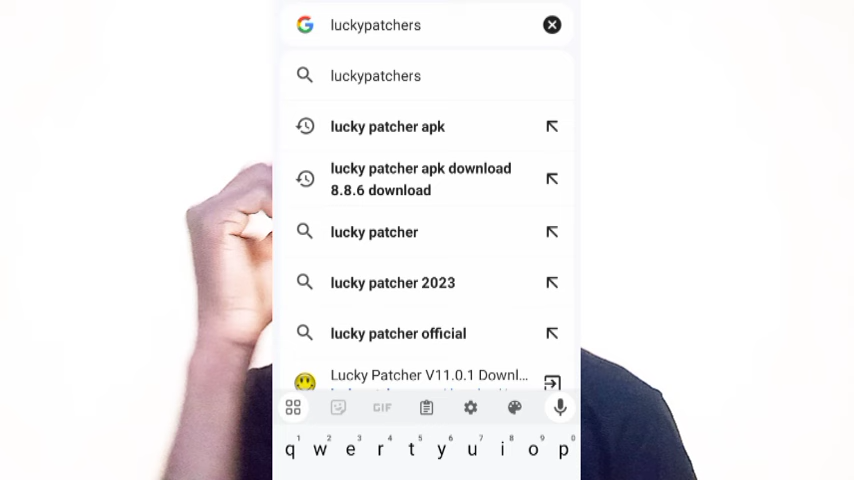 luckypatchers
luckypatchers
lucky patcher apk
lucky patcher apk download
8.8.6 download
lucky patcher
lucky patcher 2023
lucky patcher official
Lucky Patcher V11.0.1 Downl...
GIF
1 2 3 4 5 6 7 8 9 0
q w e r t y u i o p